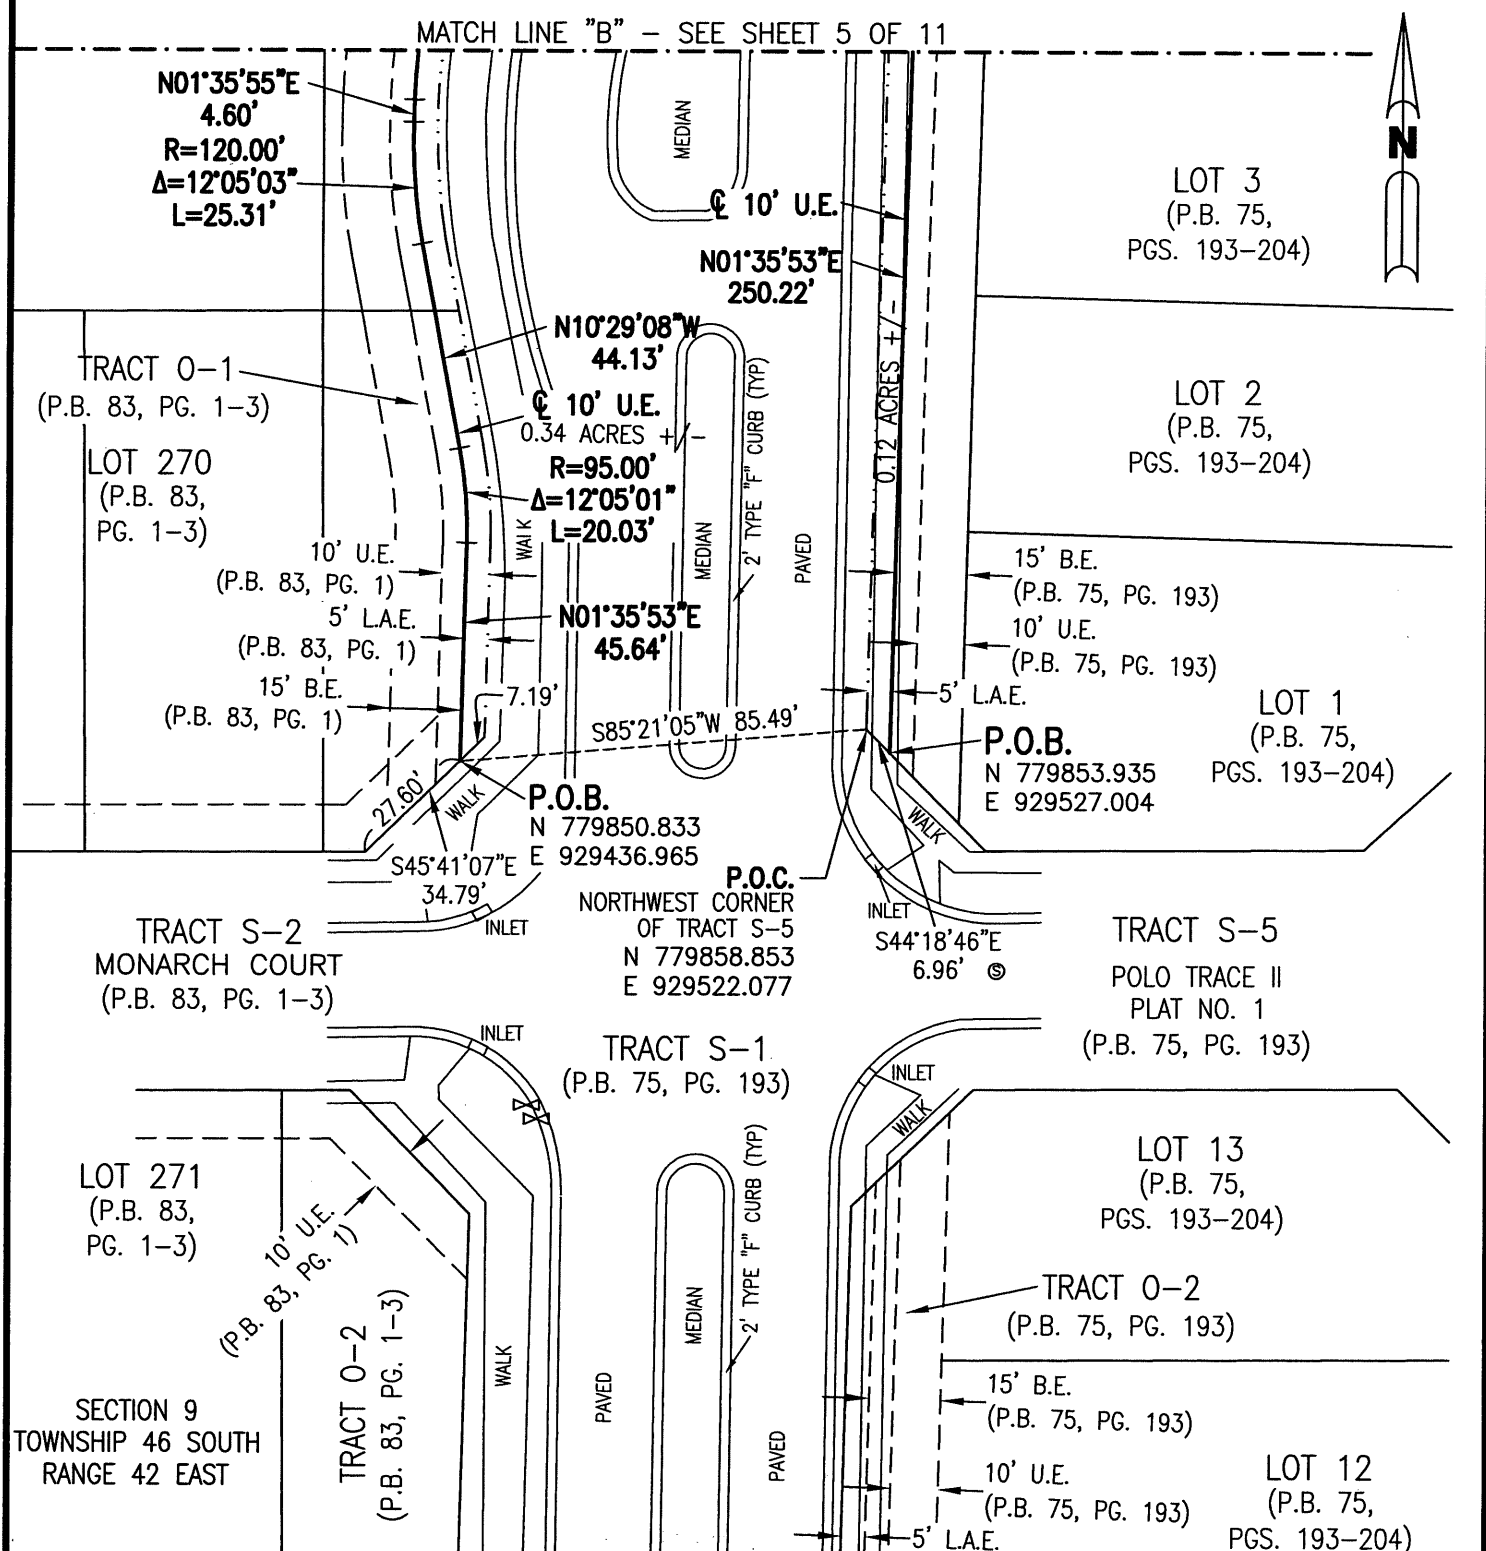 MATCH LINE "B" – SEE SHEET 5 OF 11
N01°35'55"E
4.60'
R=120.00'
Δ=12°05'03"
L=25.31'
MEDIAN
℄ 10' U.E.
N01°35'53"E
250.22'
N
LOT 3
(P.B. 75,
PGS. 193–204)
N10°29'08"W
44.13'
TRACT O–1
(P.B. 83, PG. 1–3)
℄ 10' U.E.
0.34 ACRES +/-
0.12 ACRES +/-
2' TYPE "F" CURB (TYP)
LOT 2
(P.B. 75,
PGS. 193–204)
LOT 270
(P.B. 83,
PG. 1–3)
R=95.00'
Δ=12°05'01"
L=20.03'
WALK
MEDIAN
PAVED
10' U.E.
(P.B. 83, PG. 1)
5' L.A.E.
(P.B. 83, PG. 1)
15' B.E.
(P.B. 83, PG. 1)
N01°35'53"E
45.64'
15' B.E.
(P.B. 75, PG. 193)
10' U.E.
(P.B. 75, PG. 193)
5' L.A.E.
7.19'
S85°21'05"W 85.49'
LOT 1
(P.B. 75,
PGS. 193–204)
P.O.B.
N 779853.935
E 929527.004
27.60'
WALK
P.O.B.
N 779850.833
E 929436.965
WALK
S45°41'07"E
34.79'
INLET
P.O.C.
NORTHWEST CORNER
OF TRACT S–5
N 779858.853
E 929522.077
INLET
S44°18'46"E
6.96' Ⓢ
TRACT S–2
MONARCH COURT
(P.B. 83, PG. 1–3)
TRACT S–5
POLO TRACE II
PLAT NO. 1
(P.B. 75, PG. 193)
INLET
TRACT S–1
(P.B. 75, PG. 193)
INLET
WALK
LOT 271
(P.B. 83,
PG. 1–3)
10' U.E.
(P.B. 83, PG. 1)
2' TYPE "F" CURB (TYP)
LOT 13
(P.B. 75,
PGS. 193–204)
TRACT O–2
(P.B. 75, PG. 193)
TRACT O–2
(P.B. 83, PG. 1–3)
WALK
MEDIAN
PAVED
PAVED
SECTION 9
TOWNSHIP 46 SOUTH
RANGE 42 EAST
15' B.E.
(P.B. 75, PG. 193)
10' U.E.
(P.B. 75, PG. 193)
5' L.A.E.
LOT 12
(P.B. 75,
PGS. 193–204)